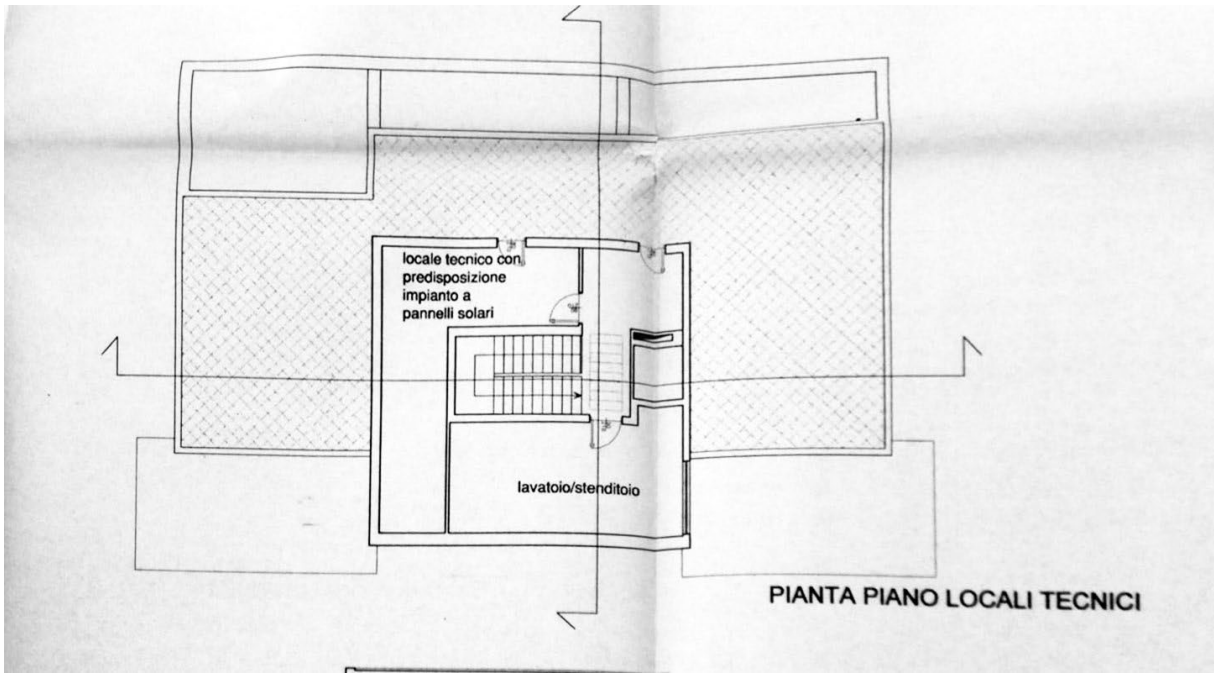 locale tecnico con
predisposizione
impianto a
pannelli solari
lavatoio/stenditoio
PIANTA PIANO LOCALI TECNICI